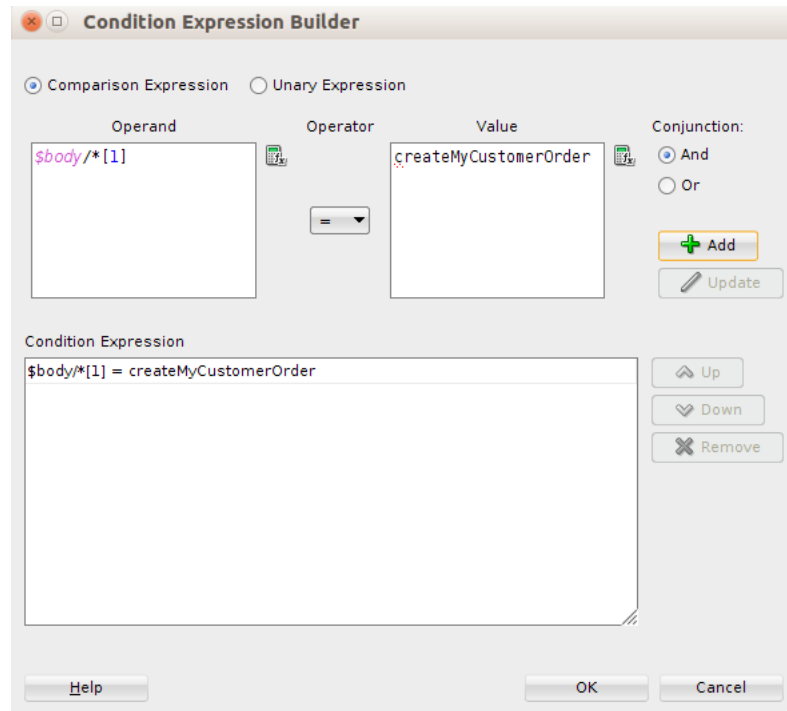 Condition Expression Builder
Comparison Expression Unary Expression
Operand Operator Value Conjunction:
$body/*[1] createMyCustomerOrder And
Or
=
Add
Update
Condition Expression
$body/*[1] = createMyCustomerOrder
Up
Down
Remove
Help OK Cancel